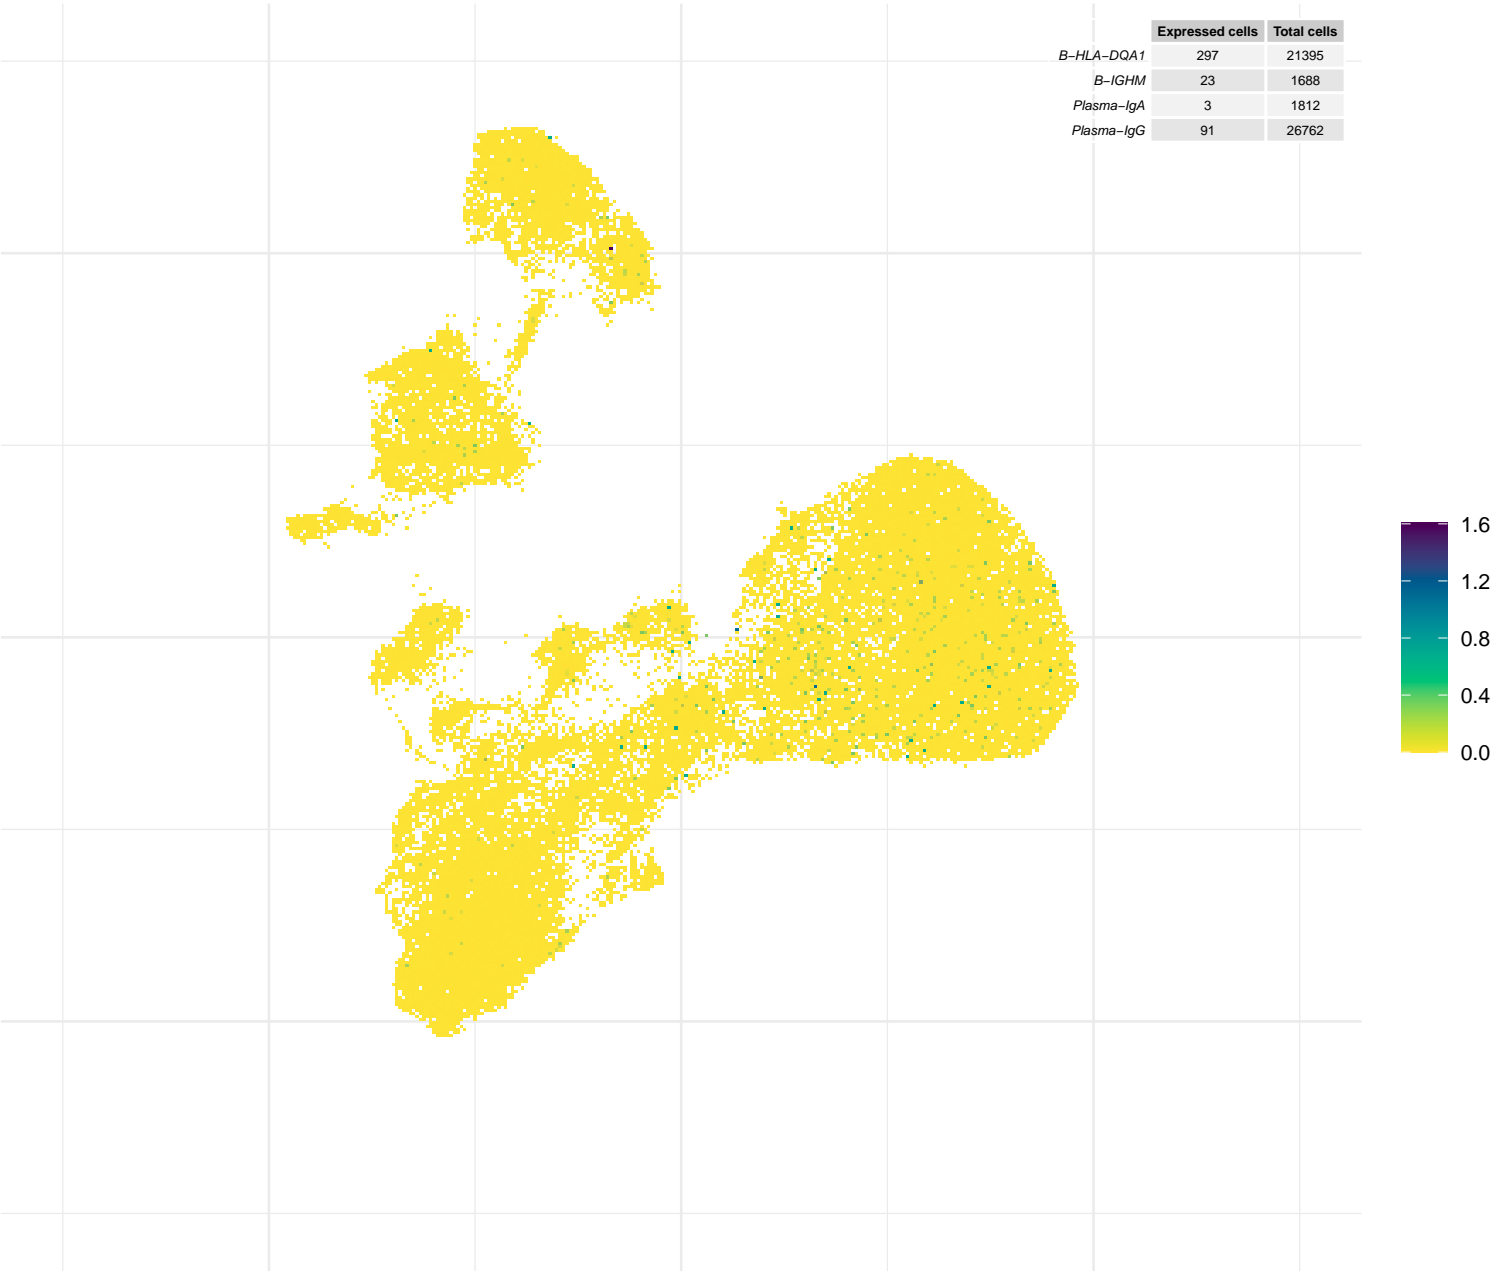 Expressed cells Total cells
B−HLA−DQA1 297 21395
B−IGHM 23 1688
Plasma−IgA 3 1812
Plasma−IgG 91 26762
1.6
1.2
0.8
0.4
0.0